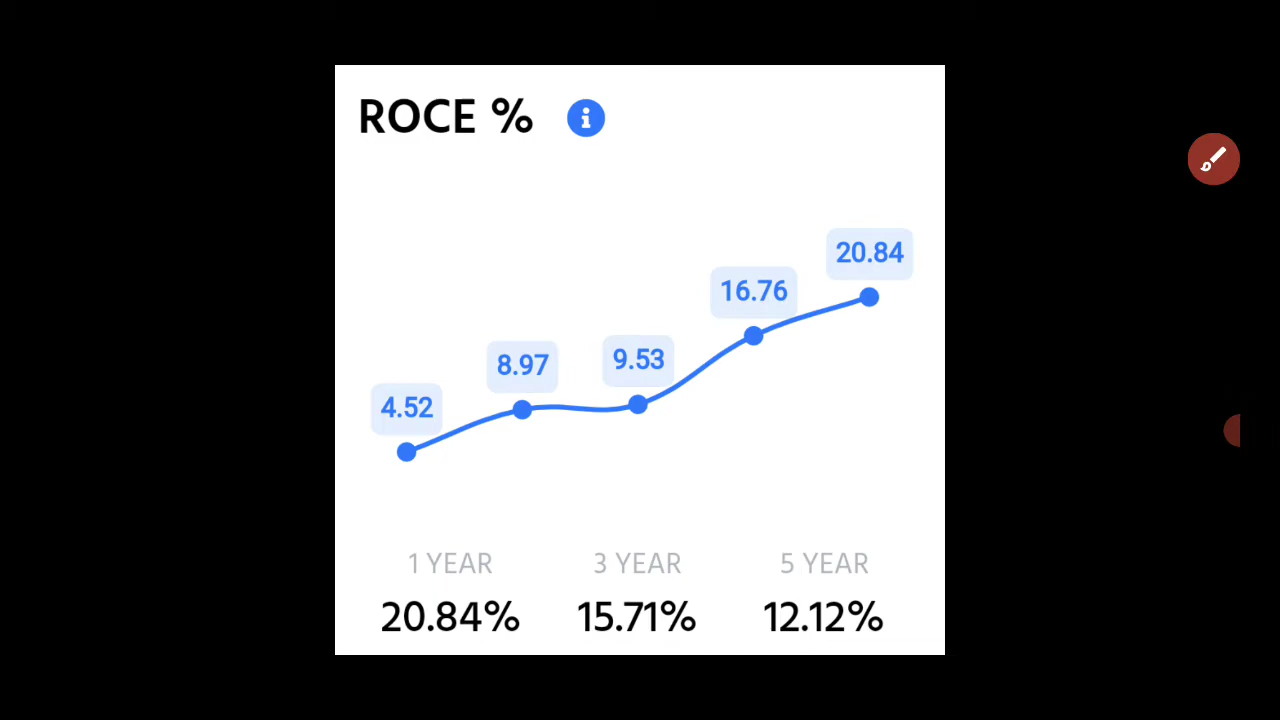 ROCE %
20.84
16.76
9.53
8.97
4.52
1 YEAR 3 YEAR 5 YEAR
20.84% 15.71% 12.12%